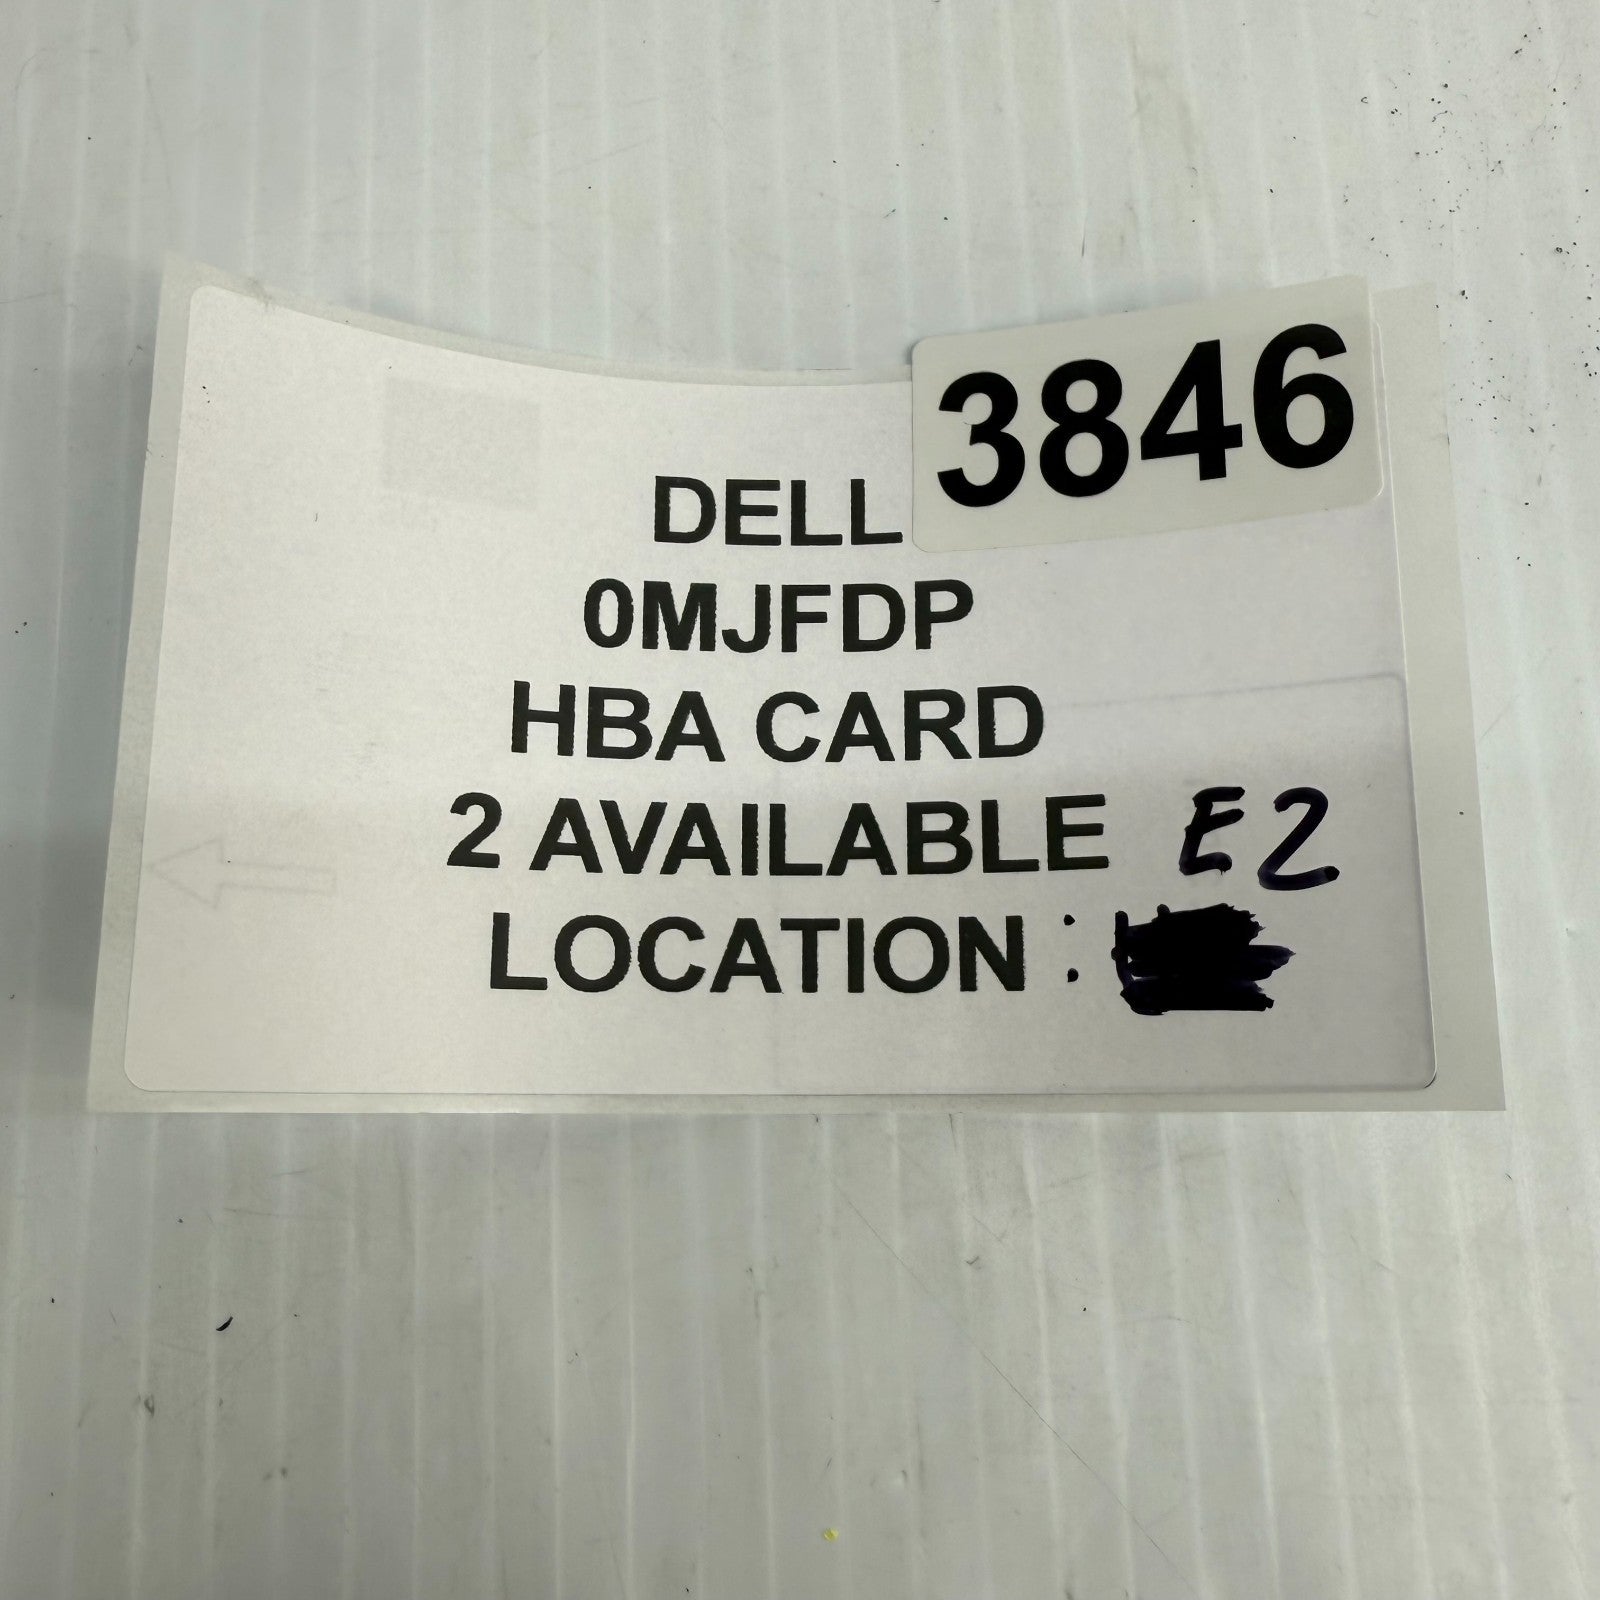 3846
DELL
0MJFDP
HBA CARD
2 AVAILABLE E2
LOCATION :